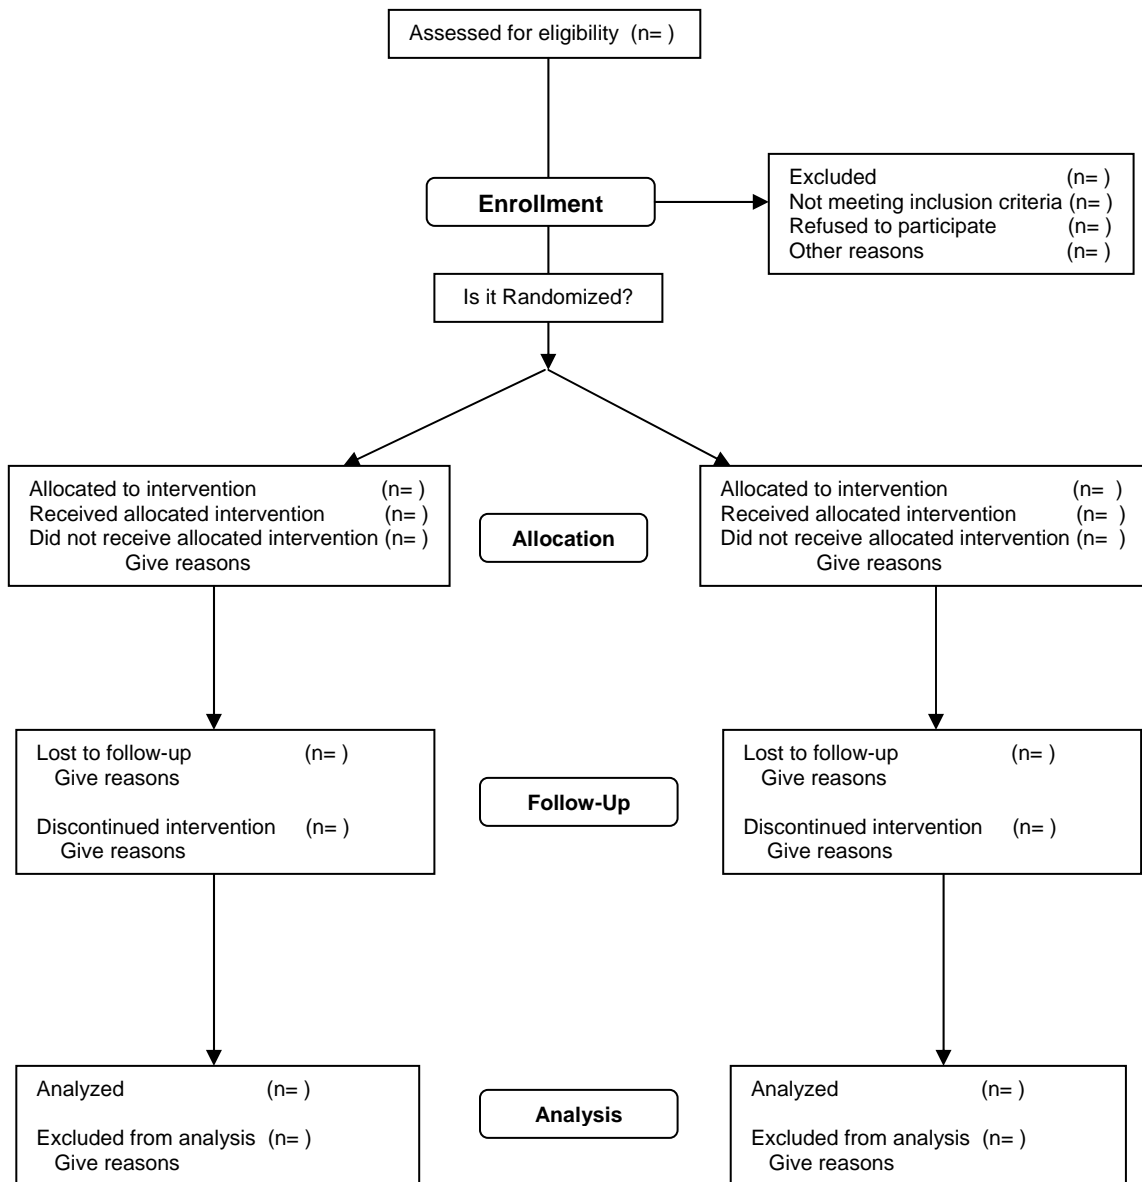 Assessed for eligibility (n= )
Enrollment
Excluded (n= )
Not meeting inclusion criteria (n= )
Refused to participate (n= )
Other reasons (n= )
Is it Randomized?
Allocated to intervention (n= )
Received allocated intervention (n= )
Did not receive allocated intervention (n= )
Give reasons
Allocation
Allocated to intervention (n= )
Received allocated intervention (n= )
Did not receive allocated intervention (n= )
Give reasons
Lost to follow-up (n= )
Give reasons
Discontinued intervention (n= )
Give reasons
Follow-Up
Lost to follow-up (n= )
Give reasons
Discontinued intervention (n= )
Give reasons
Analyzed (n= )
Excluded from analysis (n= )
Give reasons
Analysis
Analyzed (n= )
Excluded from analysis (n= )
Give reasons